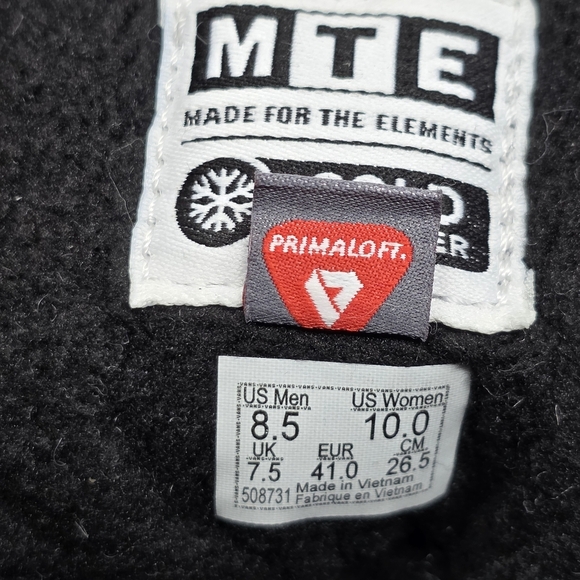 MTE
MADE FOR THE ELEMENTS
PRIMALOFT.
US Men US Women
8.5 10.0
UK EUR CM
7.5 41.0 26.5
508731 Made in Vietnam
Fabriqué en Vietnam